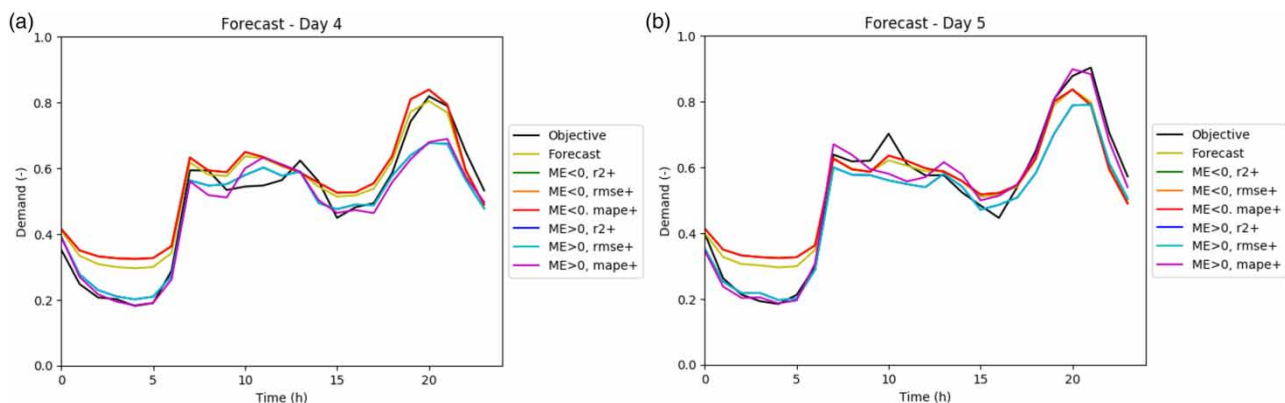 (a)
Forecast - Day 4
1.0
0.8
0.6
0.4
0.2
0.0
Demand (-)
0 5 10 15 20
Time (h)
Objective
Forecast
ME<0, r2+
ME<0, rmse+
ME<0. mape+
ME>0, r2+
ME>0, rmse+
ME>0, mape+
(b)
Forecast - Day 5
1.0
0.8
0.6
0.4
0.2
0.0
Demand (-)
0 5 10 15 20
Time (h)
Objective
Forecast
ME<0, r2+
ME<0, rmse+
ME<0. mape+
ME>0, r2+
ME>0, rmse+
ME>0, mape+